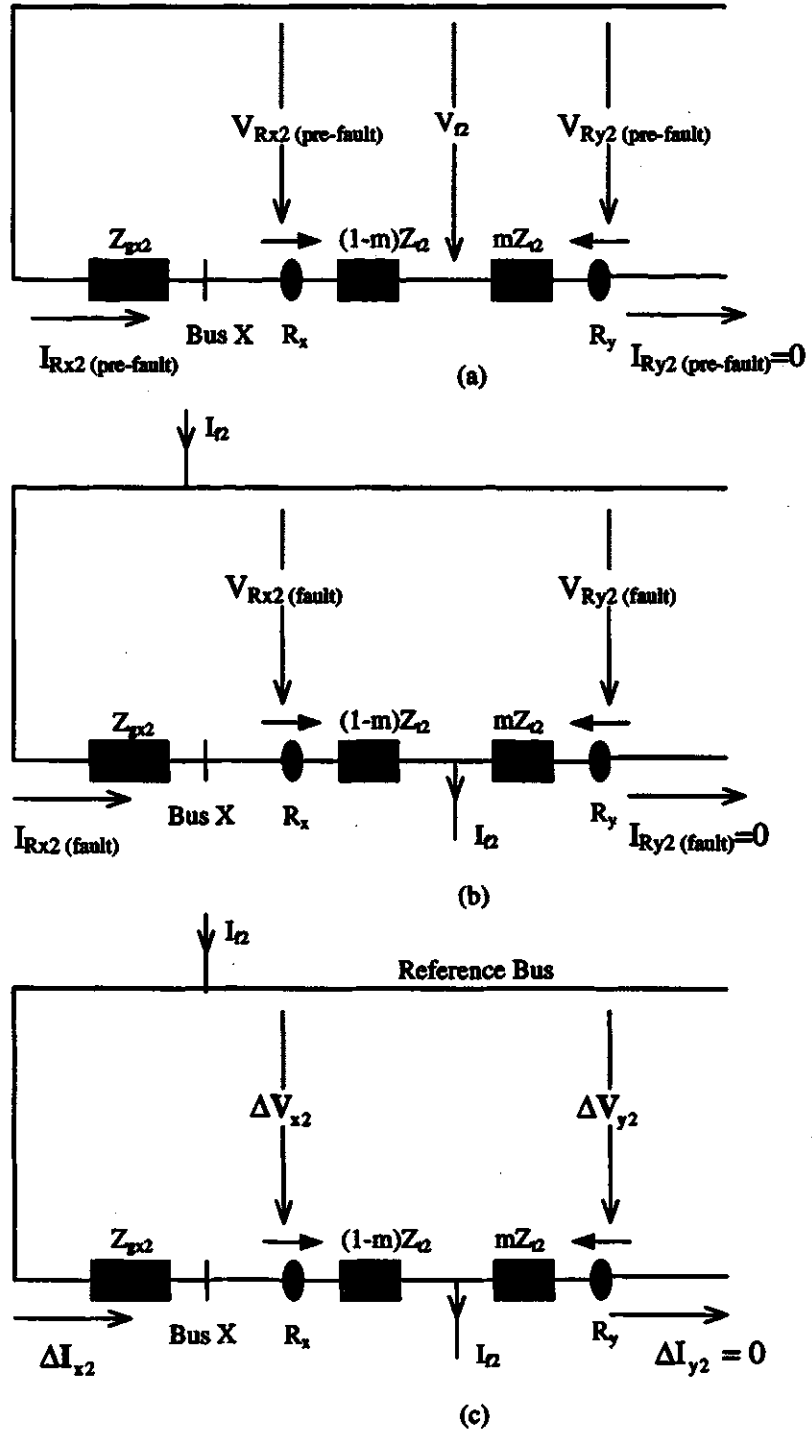 V_Rx2 (pre-fault) V_f2 V_Ry2 (pre-fault)
Z_gx2 (1-m)Z_t2 mZ_t2
Bus X R_x R_y
I_Rx2 (pre-fault) I_Ry2 (pre-fault)=0
(a)
I_f2
V_Rx2 (fault) V_Ry2 (fault)
Z_gx2 (1-m)Z_t2 mZ_t2
Bus X R_x I_f2 R_y
I_Rx2 (fault) I_Ry2 (fault)=0
(b)
I_f2
Reference Bus
ΔV_x2 ΔV_y2
Z_gx2 (1-m)Z_t2 mZ_t2
Bus X R_x I_f2 R_y
ΔI_x2 ΔI_y2 = 0
(c)